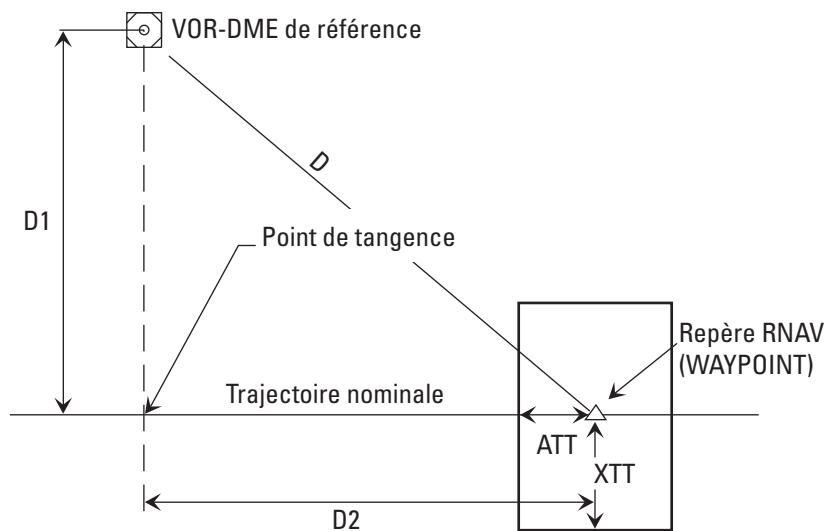 VOR-DME de référence
D
D1
Point de tangence
Repère RNAV
(WAYPOINT)
Trajectoire nominale
ATT
XTT
D2